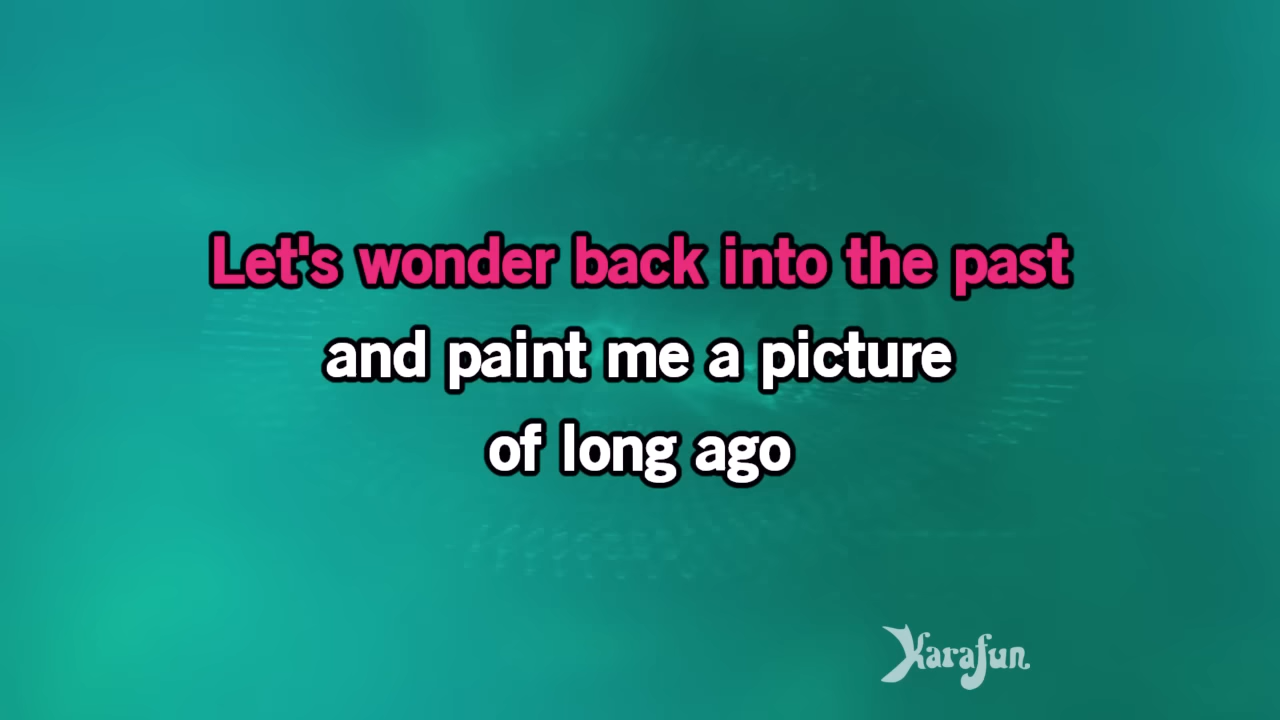 Let's wonder back into the past
and paint me a picture
of long ago
Karafun